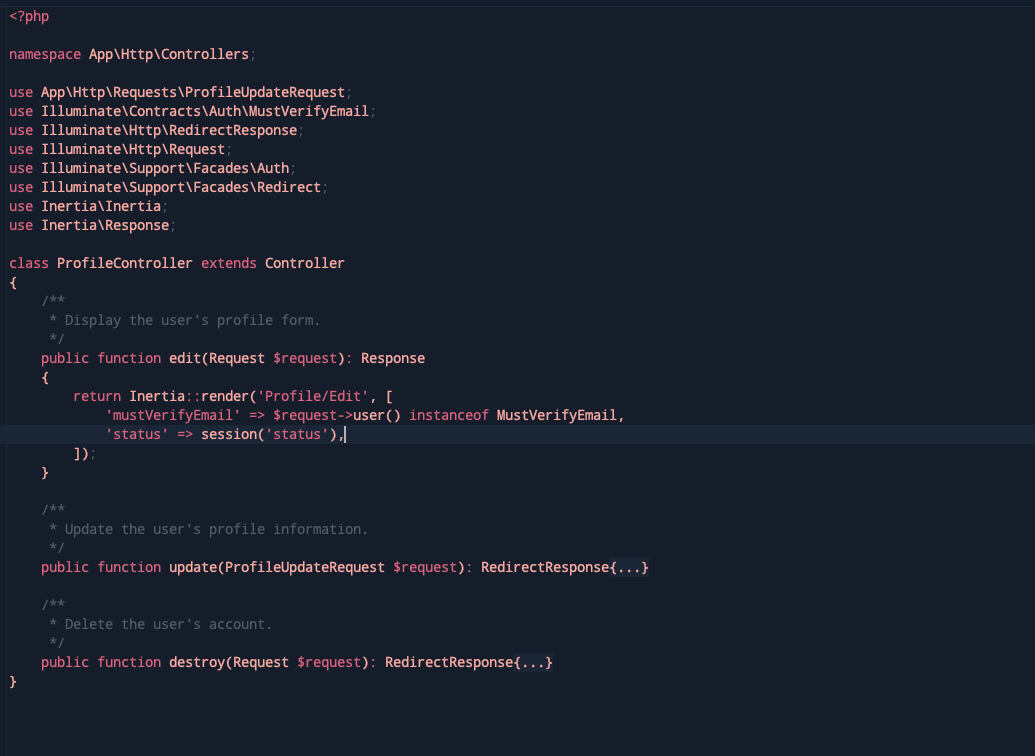 <?php
namespace App\Http\Controllers;
use App\Http\Requests\ProfileUpdateRequest;
use Illuminate\Contracts\Auth\MustVerifyEmail;
use Illuminate\Http\RedirectResponse;
use Illuminate\Http\Request;
use Illuminate\Support\Facades\Auth;
use Illuminate\Support\Facades\Redirect;
use Inertia\Inertia;
use Inertia\Response;
class ProfileController extends Controller
{
    /**
     * Display the user's profile form.
     */
    public function edit(Request $request): Response
    {
        return Inertia::render('Profile/Edit', [
            'mustVerifyEmail' => $request->user() instanceof MustVerifyEmail,
            'status' => session('status'),
        ]);
    }
    /**
     * Update the user's profile information.
     */
    public function update(ProfileUpdateRequest $request): RedirectResponse{...}
    /**
     * Delete the user's account.
     */
    public function destroy(Request $request): RedirectResponse{...}
}